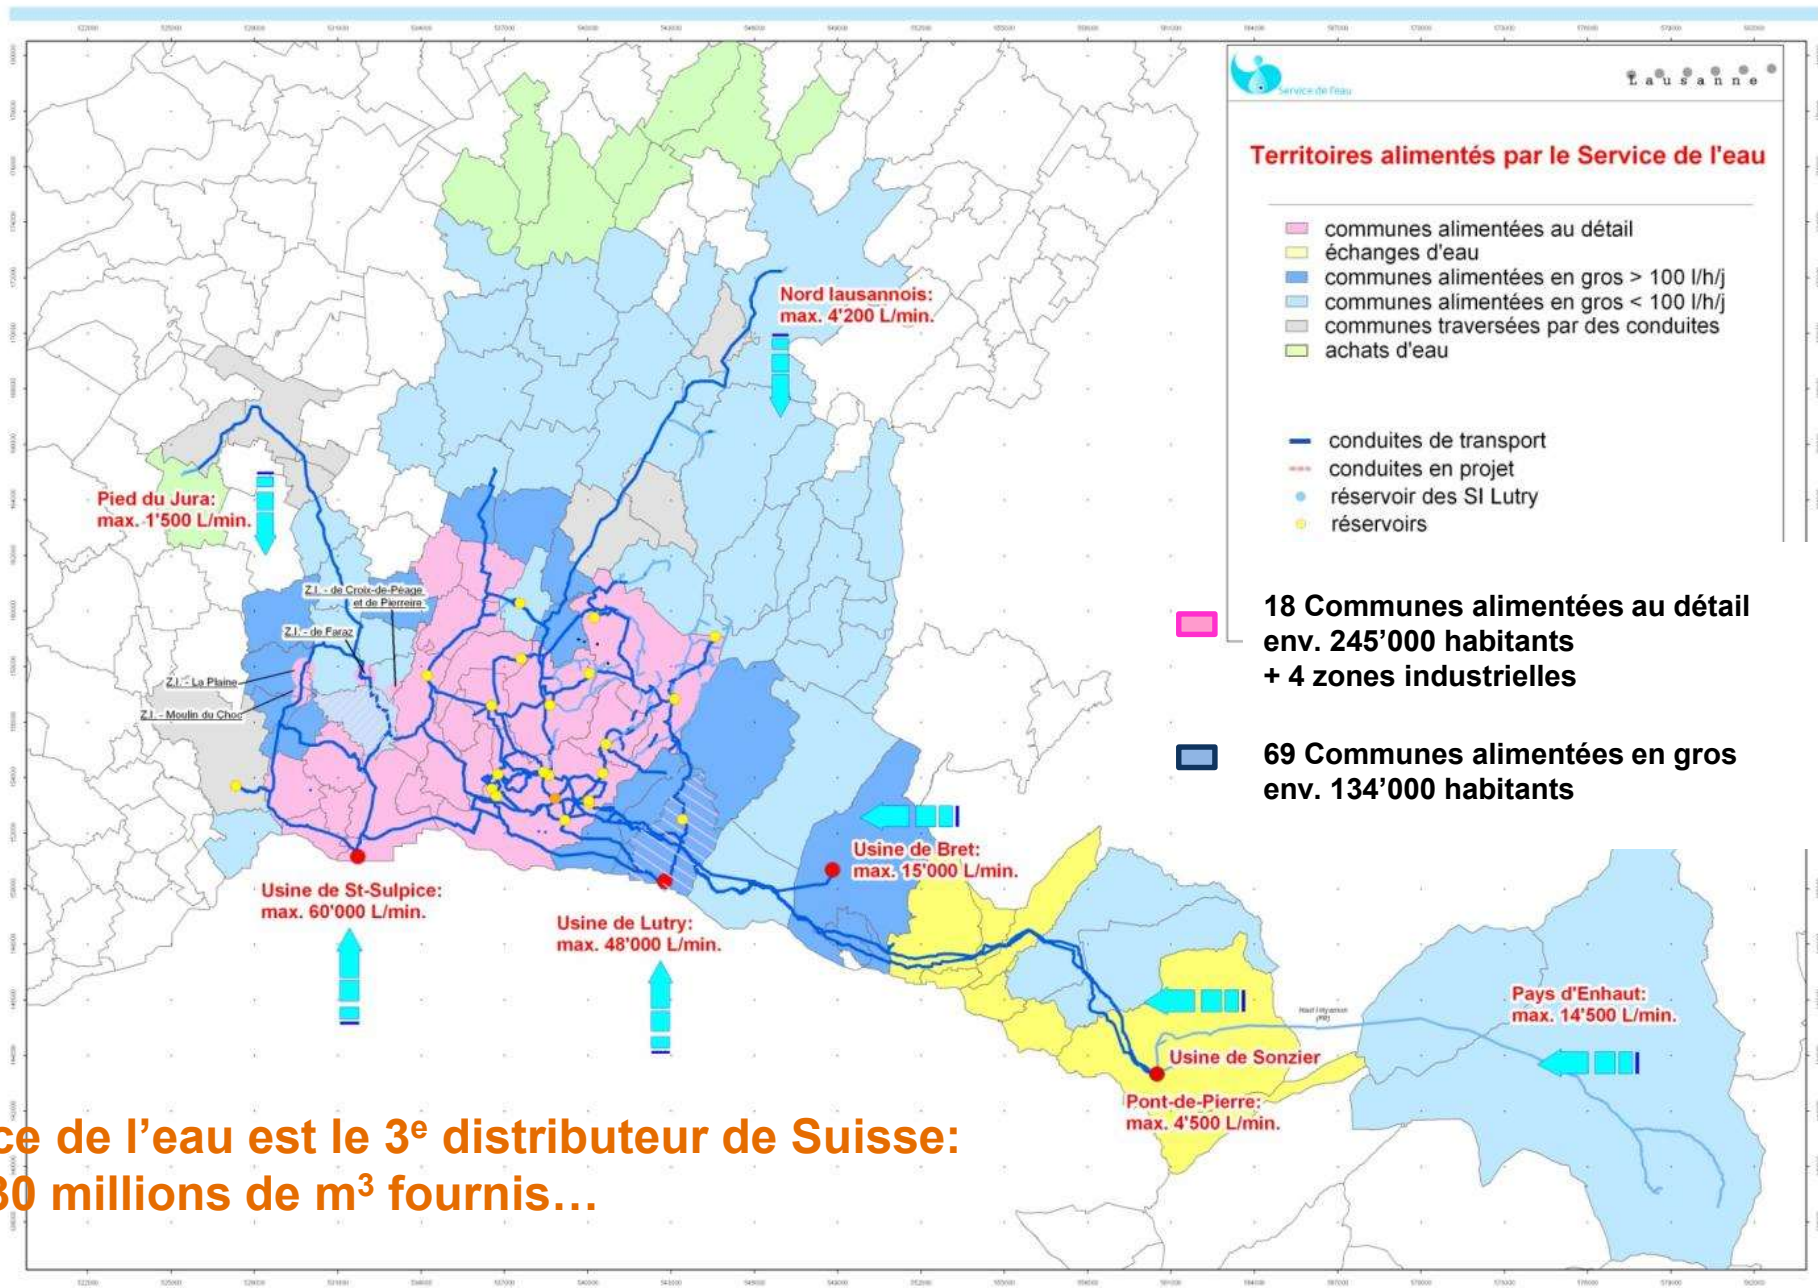 Service de l'eau
Lausanne
Territoires alimentés par le Service de l'eau
communes alimentées au détail
échanges d'eau
communes alimentées en gros > 100 l/h/j
communes alimentées en gros < 100 l/h/j
communes traversées par des conduites
achats d'eau
conduites de transport
conduites en projet
réservoir des SI Lutry
réservoirs
18 Communes alimentées au détail
env. 245’000 habitants
+ 4 zones industrielles
69 Communes alimentées en gros
env. 134’000 habitants
Nord lausannois:
max. 4'200 L/min.
Pied du Jura:
max. 1'500 L/min.
Z.I. - de Croix-de-Péage
et de Pierreire
Z.I. - de Faraz
Z.I. - La Plaine
Z.I. - Moulin du Choc
Usine de St-Sulpice:
max. 60'000 L/min.
Usine de Lutry:
max. 48'000 L/min.
Usine de Bret:
max. 15'000 L/min.
Pays d'Enhaut:
max. 14'500 L/min.
Usine de Sonzier
Pont-de-Pierre:
max. 4'500 L/min.
ce de l’eau est le 3e distributeur de Suisse:
30 millions de m3 fournis…